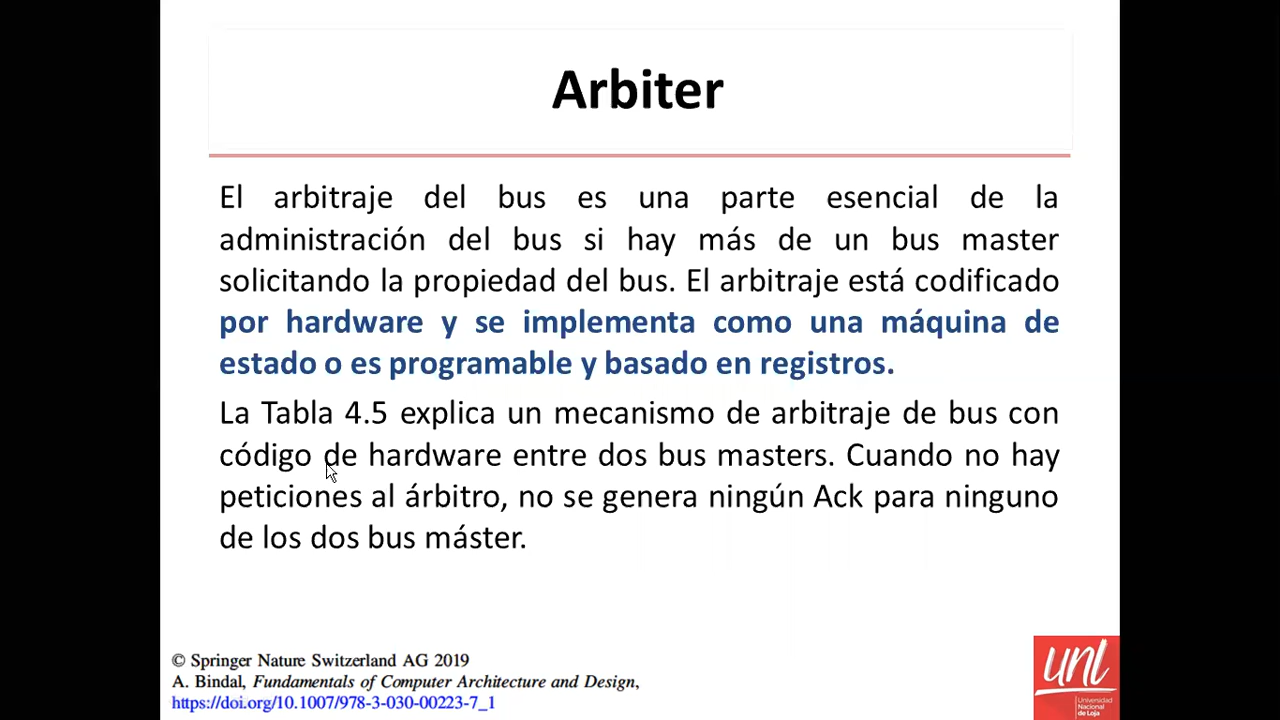 Arbiter
El arbitraje del bus es una parte esencial de la
administración del bus si hay más de un bus master
solicitando la propiedad del bus. El arbitraje está codificado
por hardware y se implementa como una máquina de
estado o es programable y basado en registros.
La Tabla 4.5 explica un mecanismo de arbitraje de bus con
código de hardware entre dos bus masters. Cuando no hay
peticiones al árbitro, no se genera ningún Ack para ninguno
de los dos bus máster.
© Springer Nature Switzerland AG 2019
A. Bindal, Fundamentals of Computer Architecture and Design,
https://doi.org/10.1007/978-3-030-00223-7_1
unl
Universidad
Nacional
de Loja